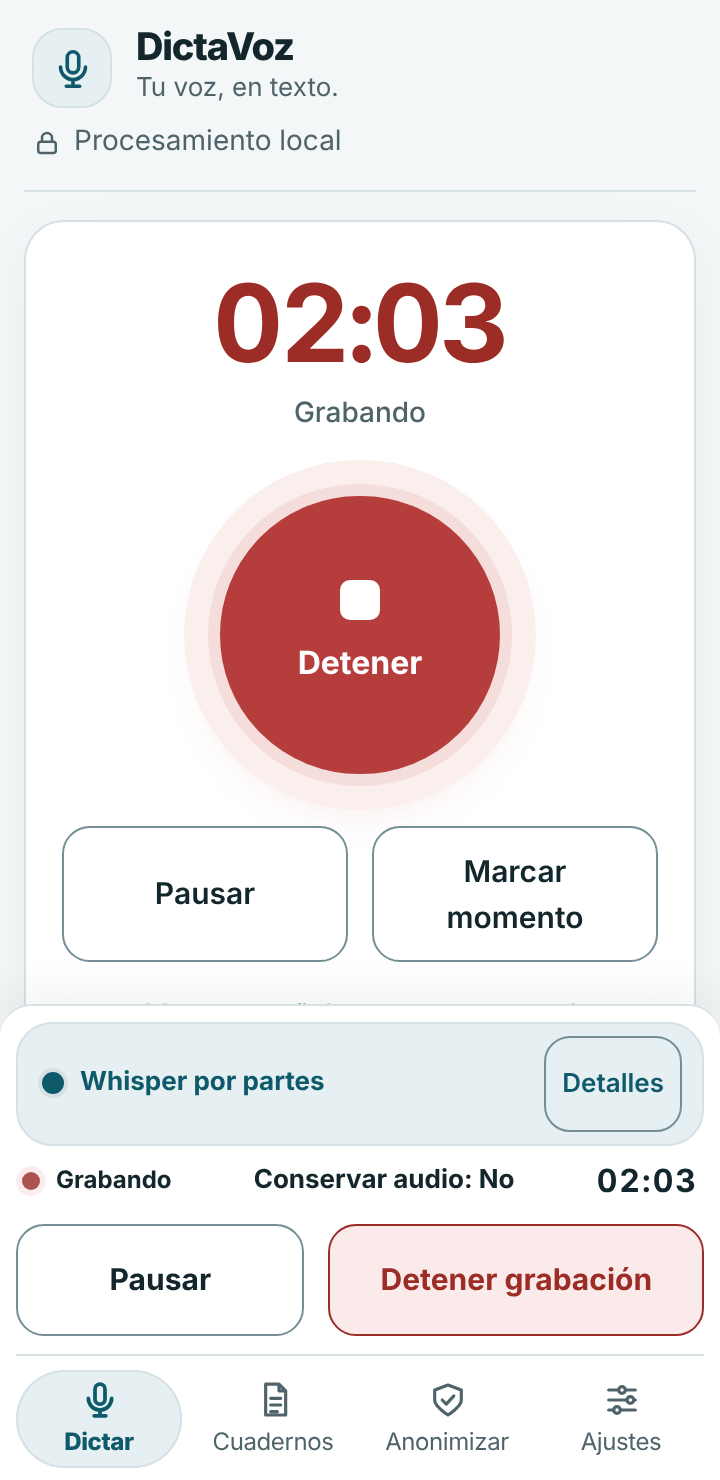 DictaVoz
Tu voz, en texto.
Procesamiento local
02:03
Grabando
Detener
Pausar
Marcar
momento
Whisper por partes
Detalles
Grabando
Conservar audio: No
02:03
Pausar
Detener grabación
Dictar
Cuadernos
Anonimizar
Ajustes